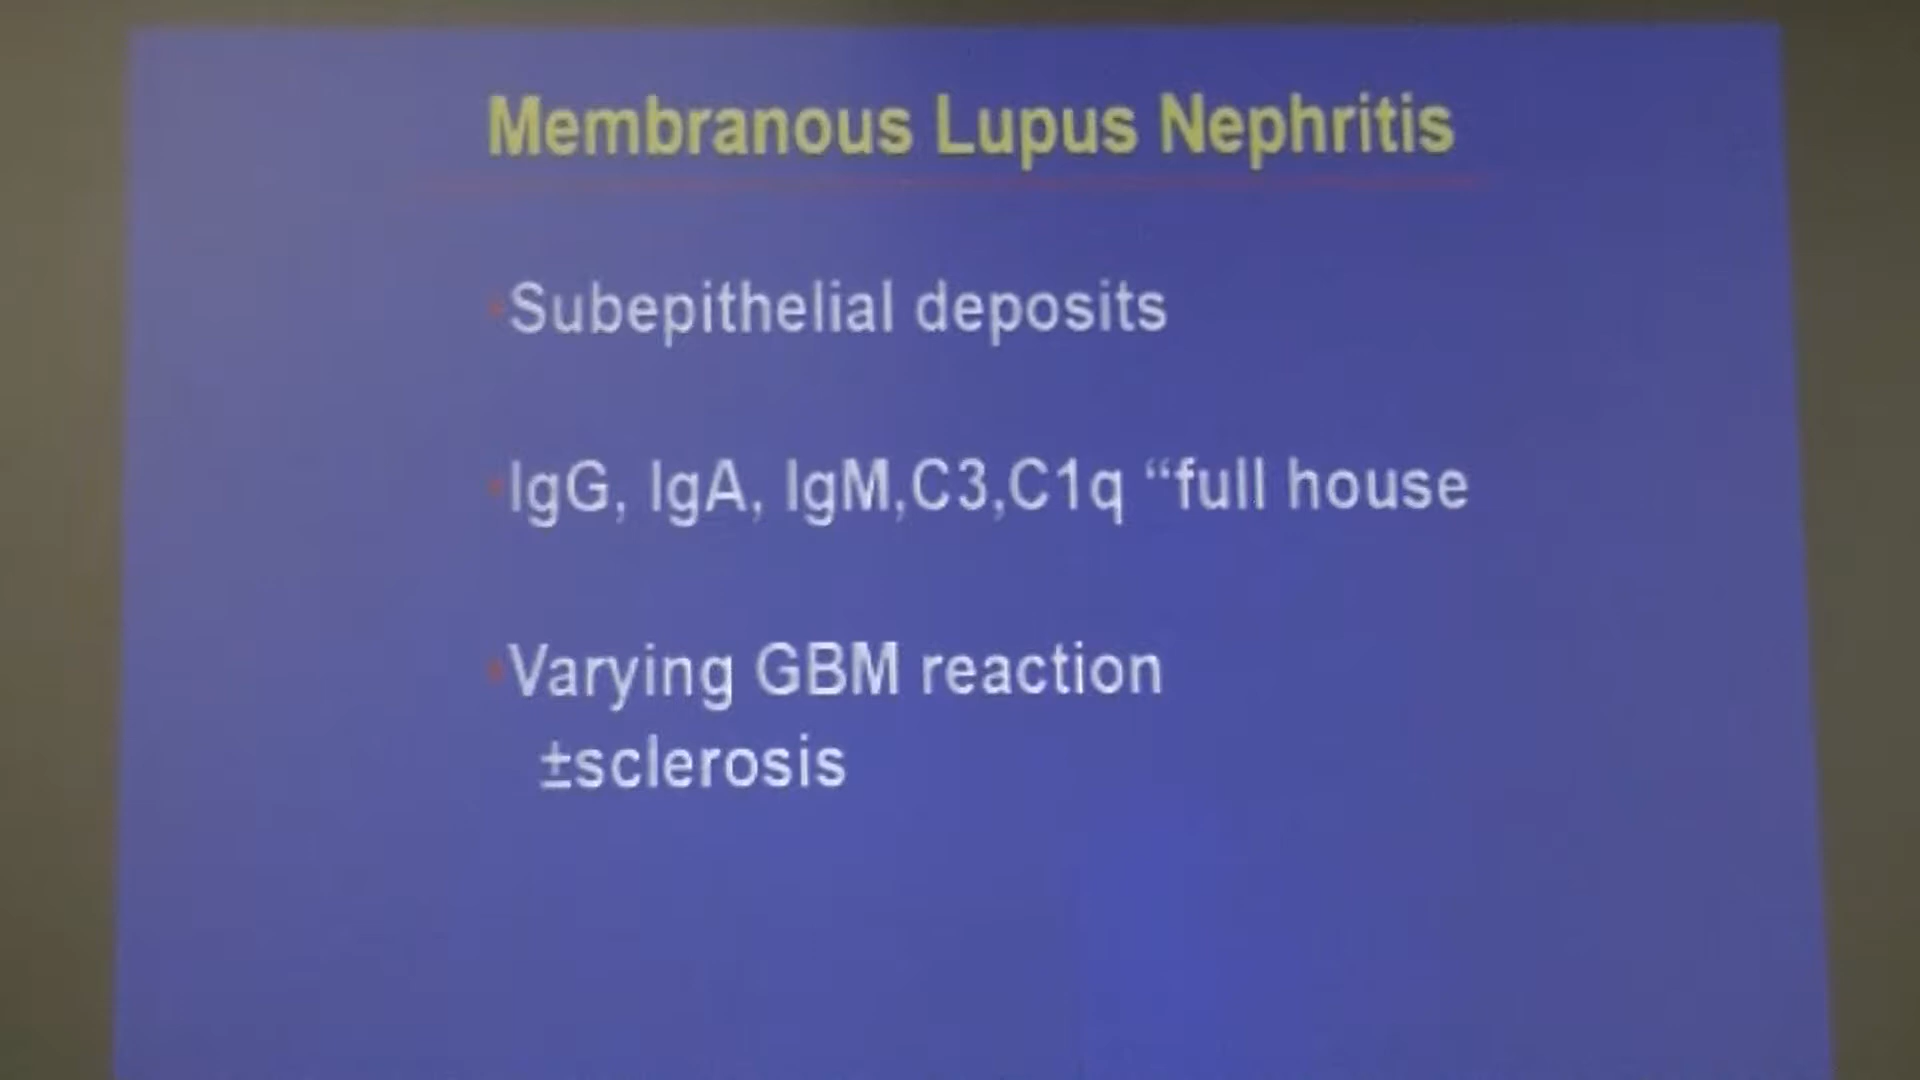 Membranous Lupus Nephritis
•Subepithelial deposits
•IgG, IgA, IgM,C3,C1q “full house
•Varying GBM reaction
±sclerosis